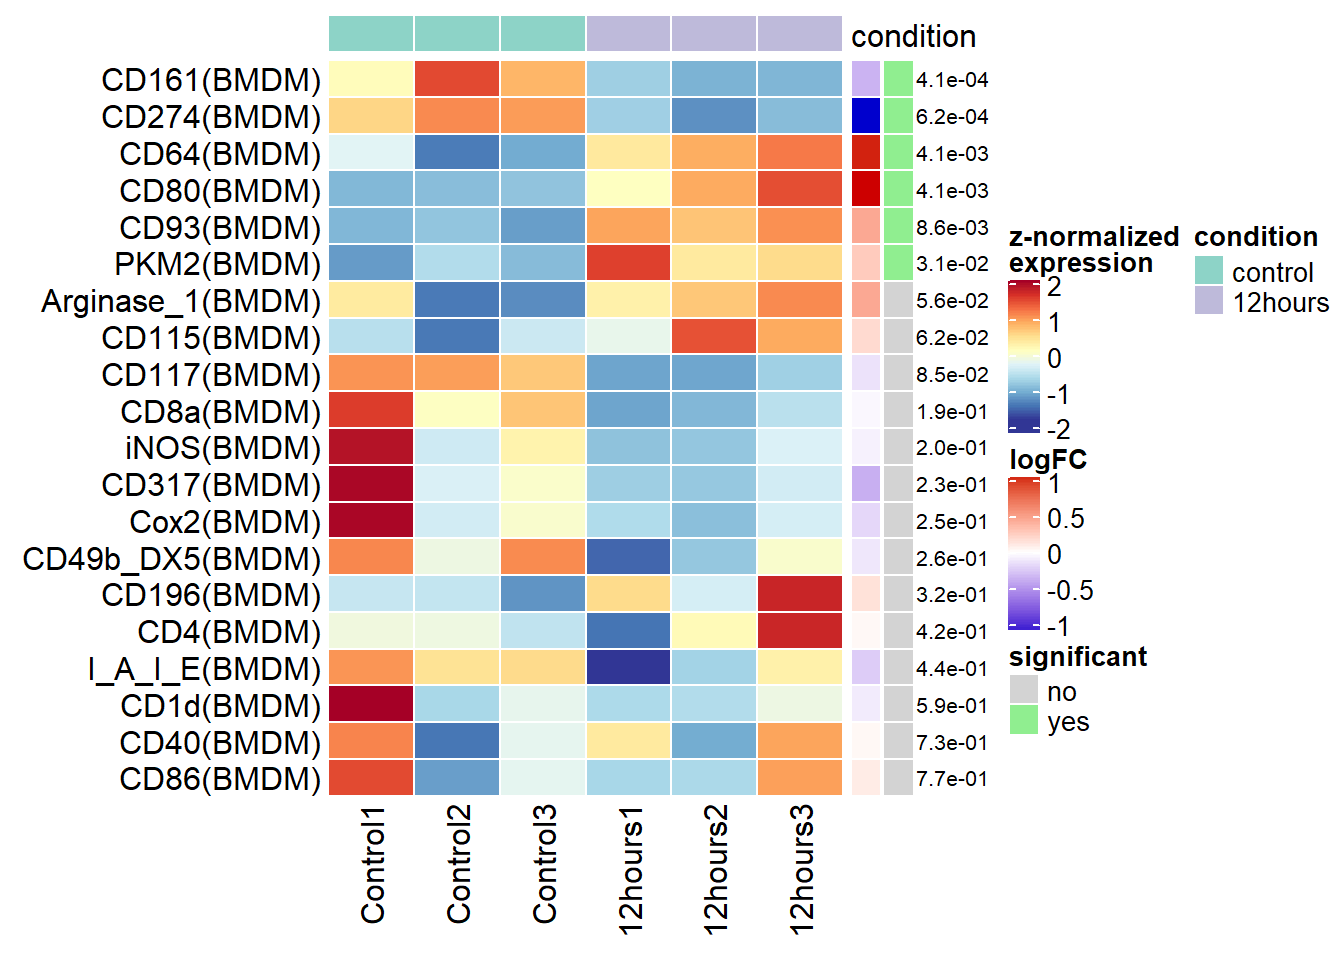 condition
CD161(BMDM) 4.1e-04
CD274(BMDM) 6.2e-04
CD64(BMDM) 4.1e-03
CD80(BMDM) 4.1e-03
CD93(BMDM) 8.6e-03
PKM2(BMDM) 3.1e-02
Arginase_1(BMDM) 5.6e-02
CD115(BMDM) 6.2e-02
CD117(BMDM) 8.5e-02
CD8a(BMDM) 1.9e-01
iNOS(BMDM) 2.0e-01
CD317(BMDM) 2.3e-01
Cox2(BMDM) 2.5e-01
CD49b_DX5(BMDM) 2.6e-01
CD196(BMDM) 3.2e-01
CD4(BMDM) 4.2e-01
I_A_I_E(BMDM) 4.4e-01
CD1d(BMDM) 5.9e-01
CD40(BMDM) 7.3e-01
CD86(BMDM) 7.7e-01
Control1
Control2
Control3
12hours1
12hours2
12hours3
z-normalized
expression
2
1
0
-1
-2
logFC
1
0.5
0
-0.5
-1
significant
no
yes
condition
control
12hours